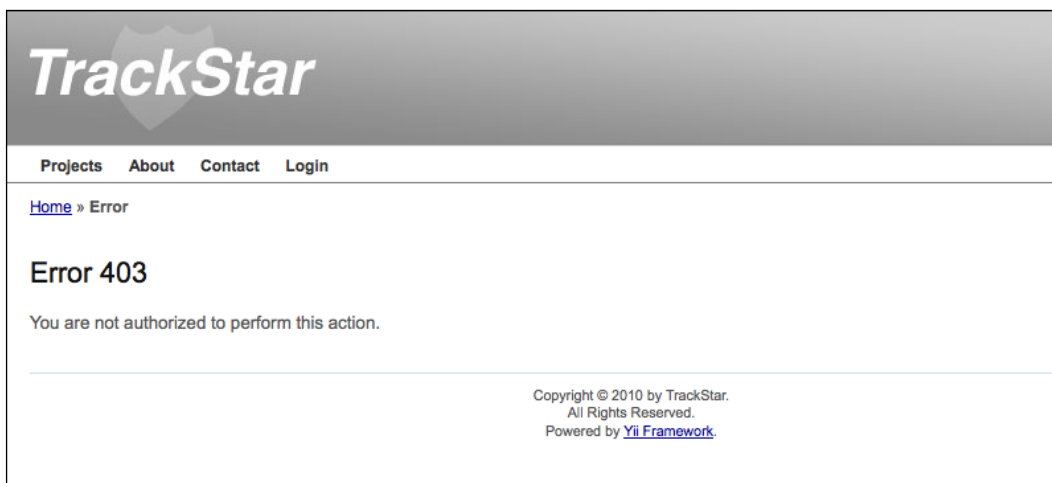 TrackStar
Projects About Contact Login
Home » Error
Error 403
You are not authorized to perform this action.
Copyright © 2010 by TrackStar.
All Rights Reserved.
Powered by Yii Framework.